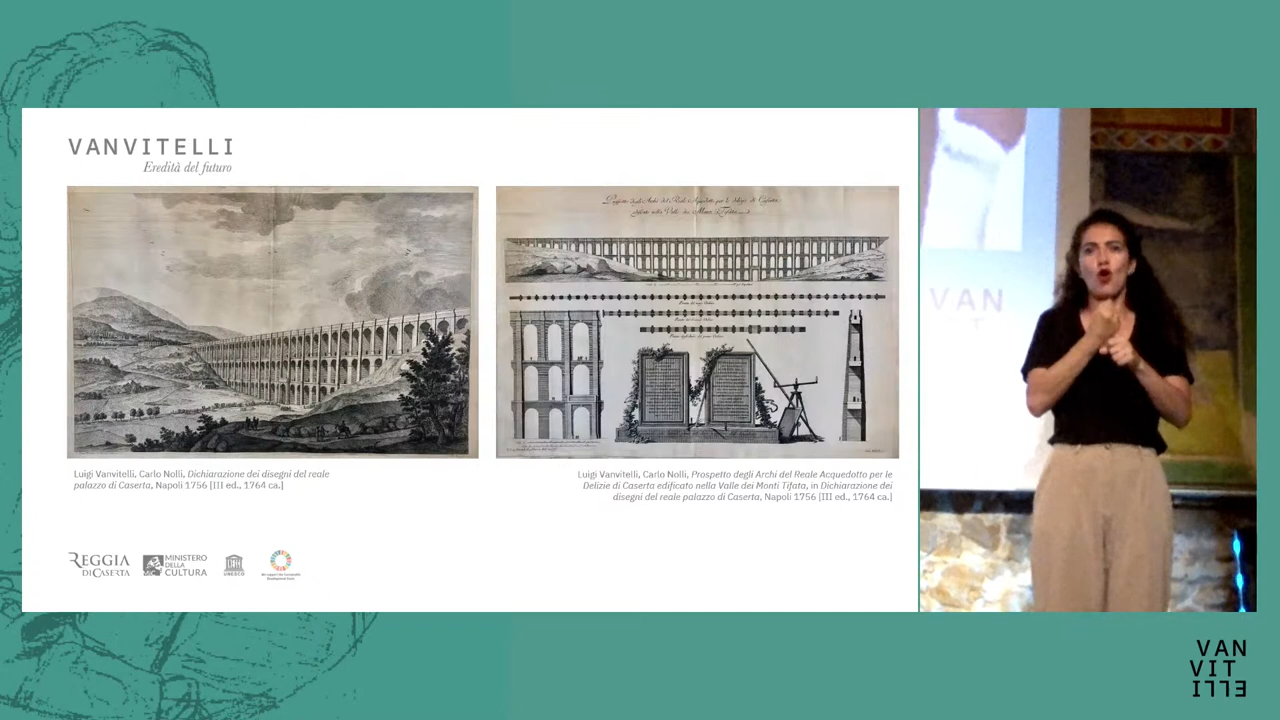 VANVITELLI
Eredità del futuro
Luigi Vanvitelli, Carlo Nolli, Dichiarazione dei disegni del reale
palazzo di Caserta, Napoli 1756 [III ed., 1764 ca.]
Luigi Vanvitelli, Carlo Nolli, Prospetto degli Archi del Reale Acquedotto per le
Delizie di Caserta edificato nella Valle dei Monti Tifata, in Dichiarazione dei
disegni del reale palazzo di Caserta, Napoli 1756 [III ed., 1764 ca.]
REGGIA
DI CASERTA
MINISTERO
DELLA
CULTURA
UNESCO
VAN
VAN
VIT
ELLI